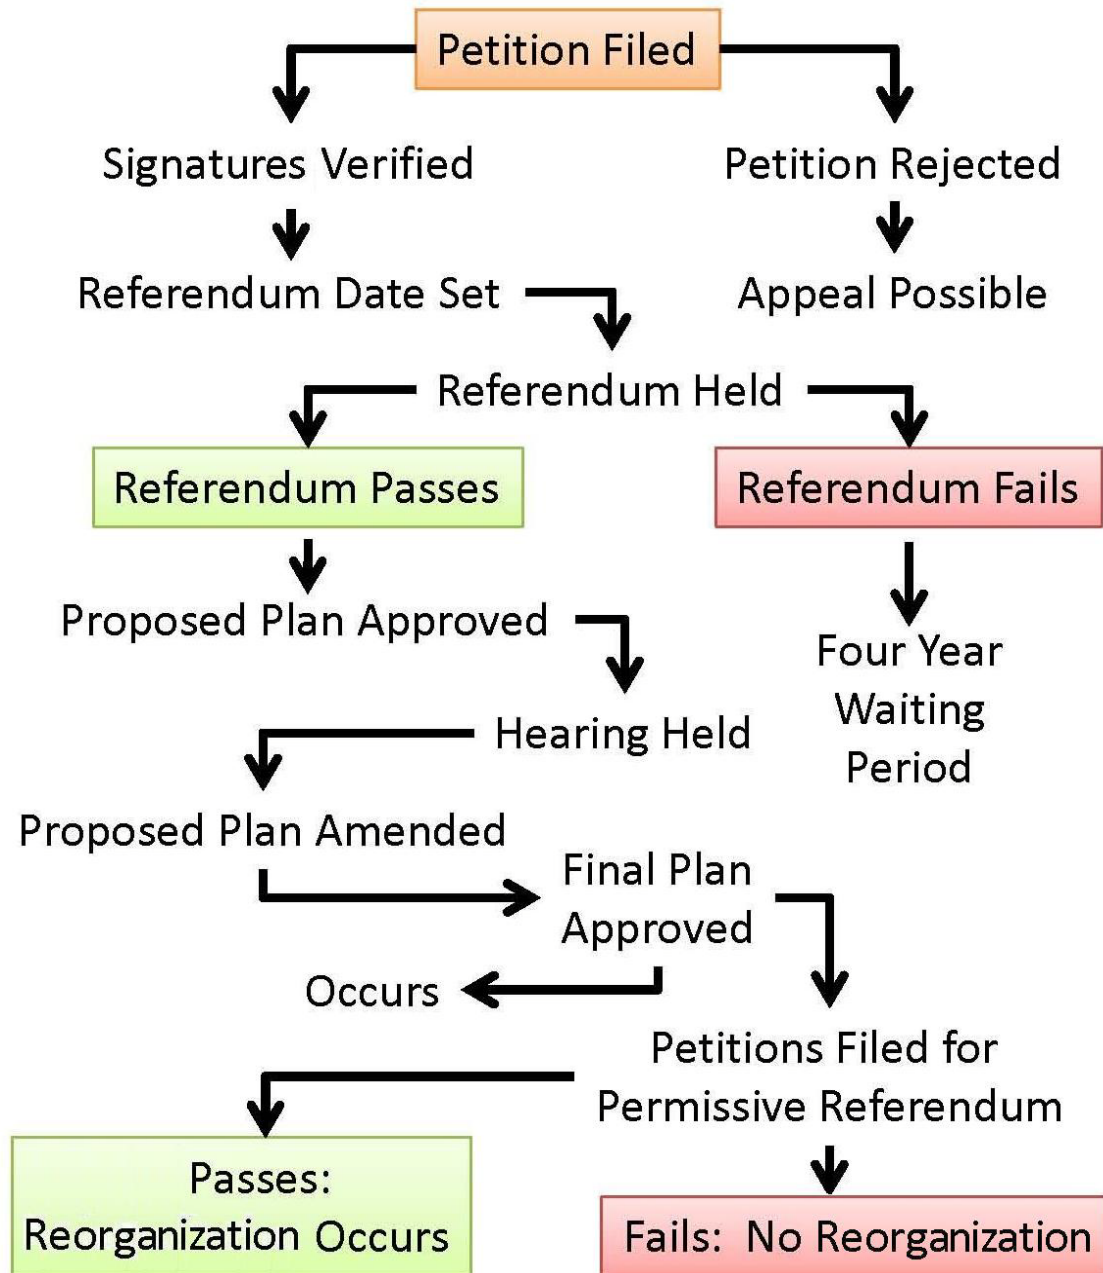 Petition Filed
Signatures Verified
Petition Rejected
Referendum Date Set
Appeal Possible
Referendum Held
Referendum Passes
Referendum Fails
Proposed Plan Approved
Four Year
Waiting
Period
Hearing Held
Proposed Plan Amended
Final Plan
Approved
Occurs
Petitions Filed for
Permissive Referendum
Passes:
Reorganization Occurs
Fails: No Reorganization